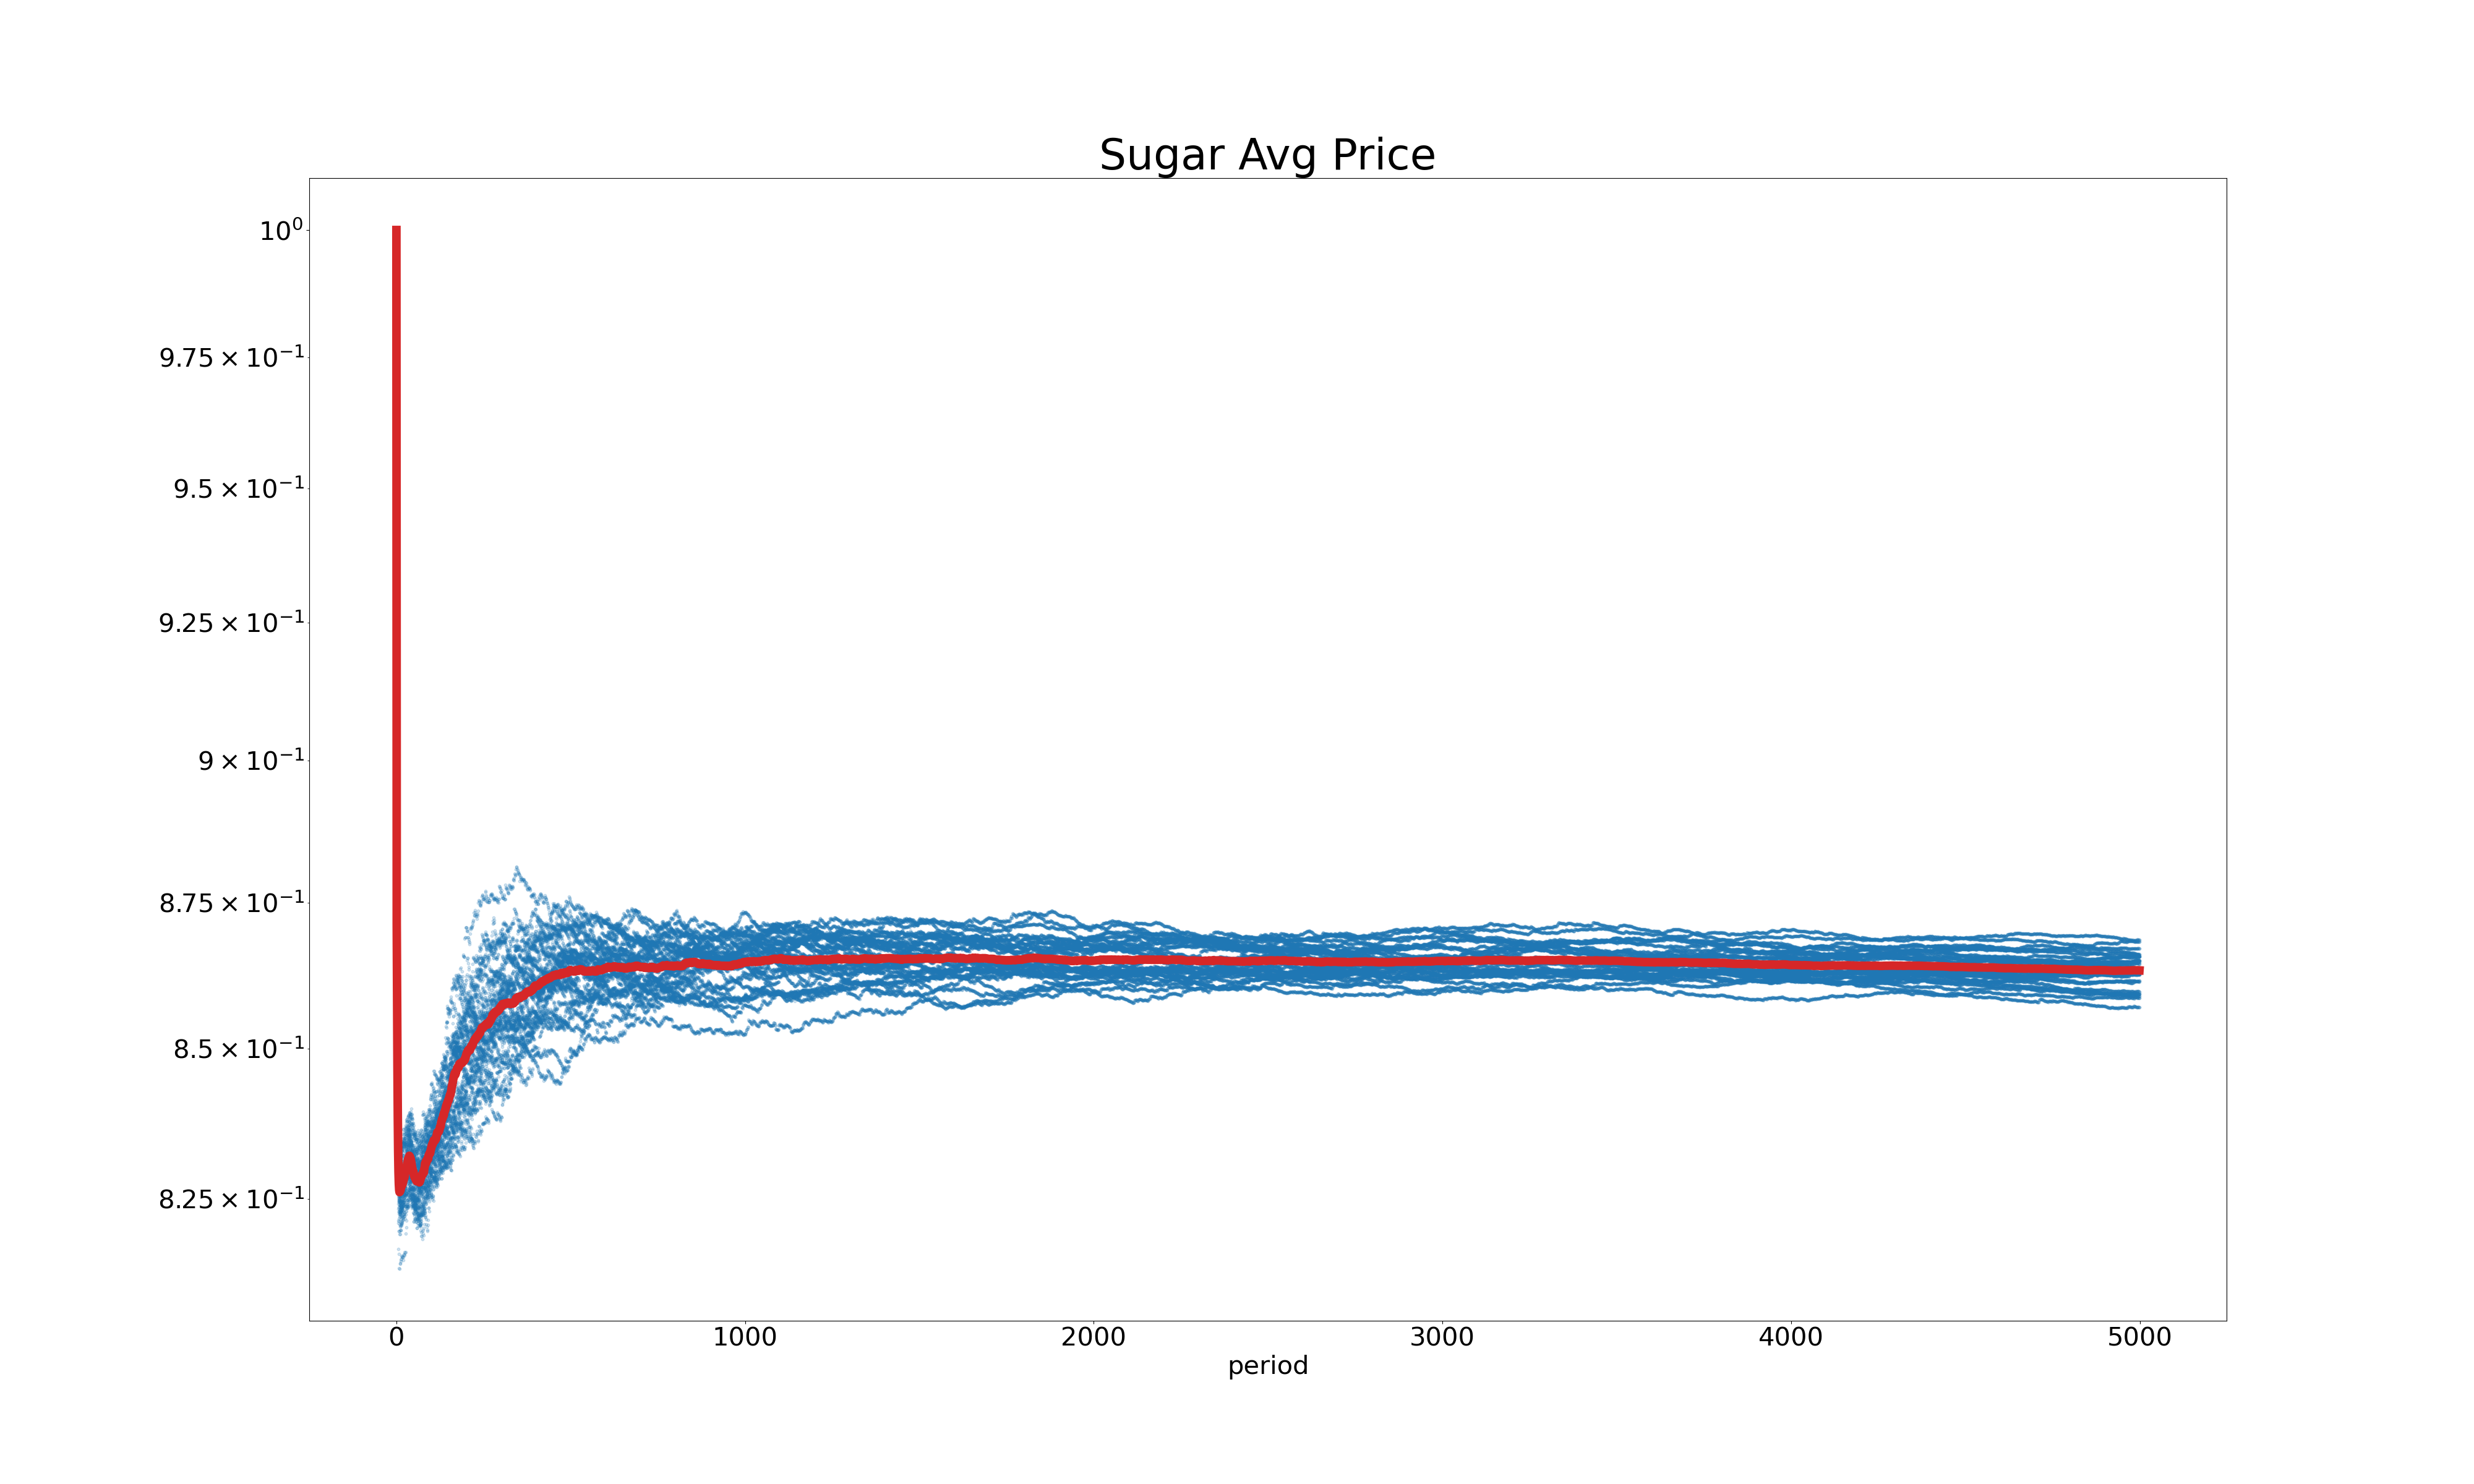 Sugar Avg Price
10⁰
9.75 × 10⁻¹
9.5 × 10⁻¹
9.25 × 10⁻¹
9 × 10⁻¹
8.75 × 10⁻¹
8.5 × 10⁻¹
8.25 × 10⁻¹
0 1000 2000 3000 4000 5000
period